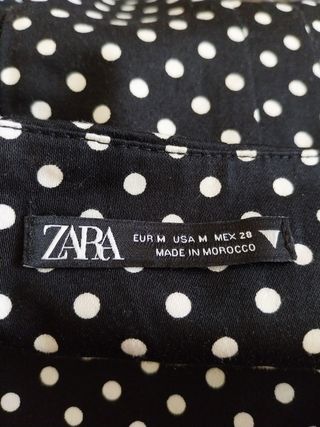 ZARA
EUR M USA M MEX 28
MADE IN MOROCCO